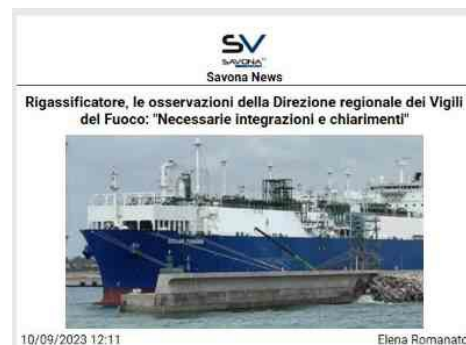 SV
SAVONA
Savona News
Rigassificatore, le osservazioni della Direzione regionale dei Vigili
del Fuoco: "Necessarie integrazioni e chiarimenti"
10/09/2023 12:11
Elena Romanato